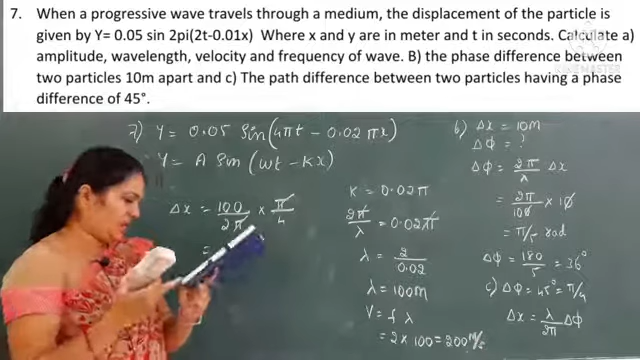 7. When a progressive wave travels through a medium, the displacement of the particle is
given by Y= 0.05 sin 2pi(2t-0.01x) Where x and y are in meter and t in seconds. Calculate a)
amplitude, wavelength, velocity and frequency of wave. B) the phase difference between
two particles 10m apart and c) The path difference between two particles having a phase
difference of 45°.
7) Y = 0.05 Sin(4πt - 0.02πx)
Y = A Sin (ωt - Kx)
Δx = 100/2π × π/4
=
K = 0.02π
2π/λ = 0.02π
λ = 2/0.02
λ = 100m
V = f λ
= 2 × 100 = 200 m/s
b) Δx = 10m
Δϕ = ?
Δϕ = 2π/λ Δx
= 2π/100 × 10
= π/5 rad
Δϕ = 180/5 = 36°
c) Δϕ = 45° = π/4
Δx = λ/2π Δϕ